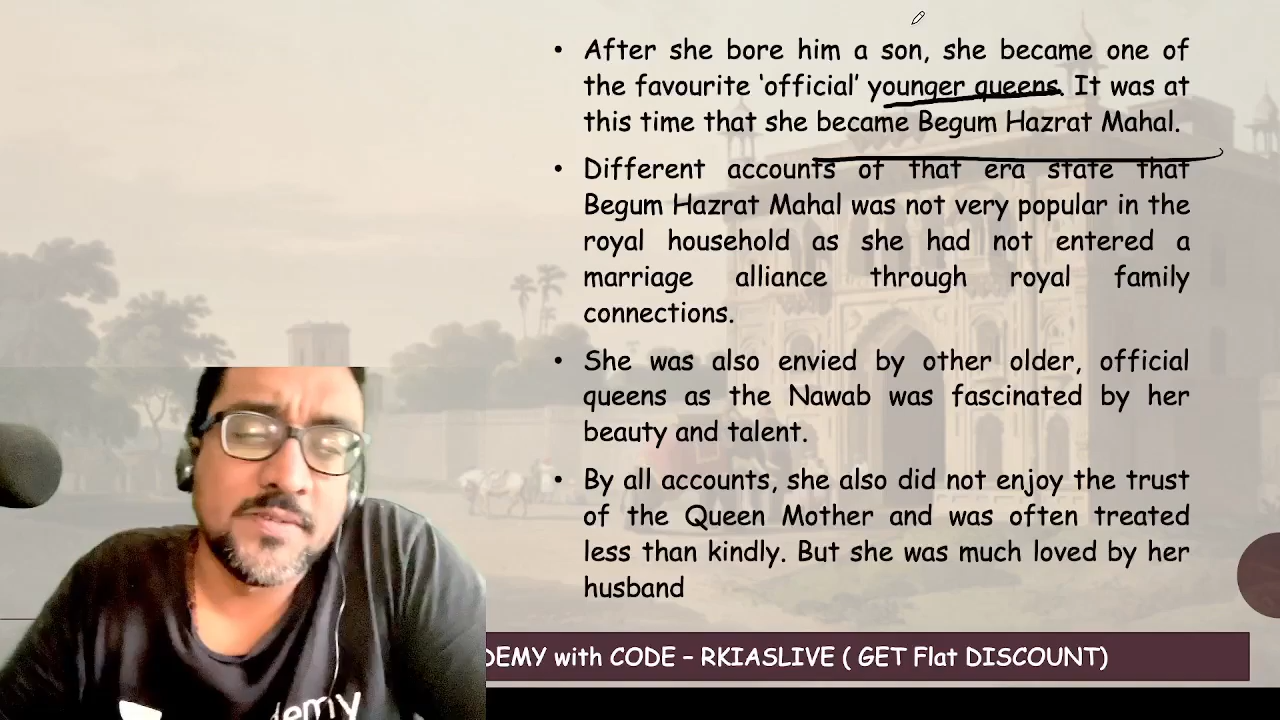 • After she bore him a son, she became one of
the favourite ‘official’ younger queens. It was at
this time that she became Begum Hazrat Mahal.
• Different accounts of that era state that
Begum Hazrat Mahal was not very popular in the
royal household as she had not entered a
marriage alliance through royal family
connections.
• She was also envied by other older, official
queens as the Nawab was fascinated by her
beauty and talent.
• By all accounts, she also did not enjoy the trust
of the Queen Mother and was often treated
less than kindly. But she was much loved by her
husband
DEMY with CODE – RKIASLIVE ( GET Flat DISCOUNT)
demy